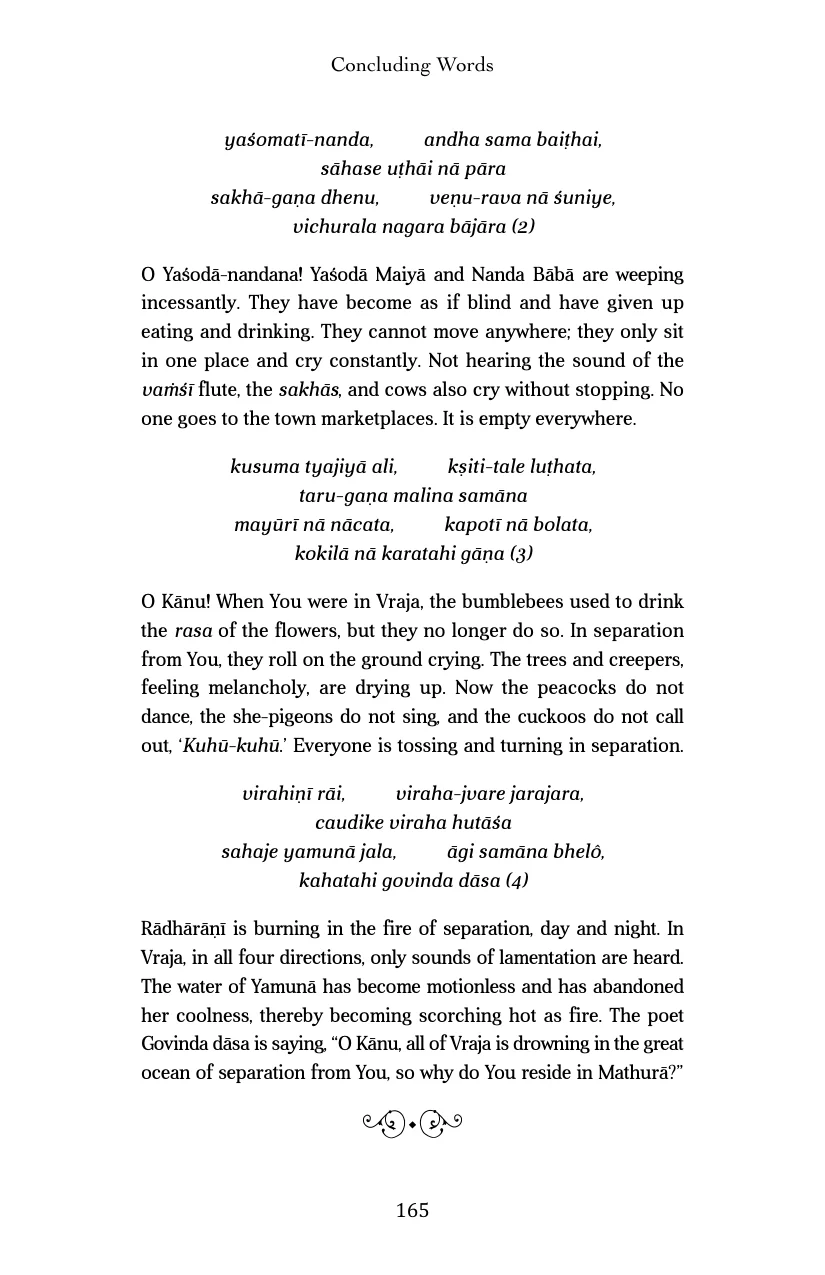 Concluding Words
yaśomatī-nanda, andha sama baiṭhai,
sāhase uṭhāi nā pāra
sakhā-gaṇa dhenu, veṇu-rava nā śuniye,
vichurala nagara bājāra (2)
O Yaśodā-nandana! Yaśodā Maiyā and Nanda Bābā are weeping
incessantly. They have become as if blind and have given up
eating and drinking. They cannot move anywhere; they only sit
in one place and cry constantly. Not hearing the sound of the
vaṁśī flute, the sakhās, and cows also cry without stopping. No
one goes to the town marketplaces. It is empty everywhere.
kusuma tyajiyā ali, kṣiti-tale luṭhata,
taru-gaṇa malina samāna
mayūrī nā nācata, kapotī nā bolata,
kokilā nā karatahi gāṇa (3)
O Kānu! When You were in Vraja, the bumblebees used to drink
the rasa of the flowers, but they no longer do so. In separation
from You, they roll on the ground crying. The trees and creepers,
feeling melancholy, are drying up. Now the peacocks do not
dance, the she-pigeons do not sing, and the cuckoos do not call
out, ‘Kuhū-kuhū.’ Everyone is tossing and turning in separation.
virahiṇī rāi, viraha-jvare jarajara,
caudike viraha hutāśa
sahaje yamunā jala, āgi samāna bhelô,
kahatahi govinda dāsa (4)
Rādhārāṇī is burning in the fire of separation, day and night. In
Vraja, in all four directions, only sounds of lamentation are heard.
The water of Yamunā has become motionless and has abandoned
her coolness, thereby becoming scorching hot as fire. The poet
Govinda dāsa is saying, “O Kānu, all of Vraja is drowning in the great
ocean of separation from You, so why do You reside in Mathurā?”
165